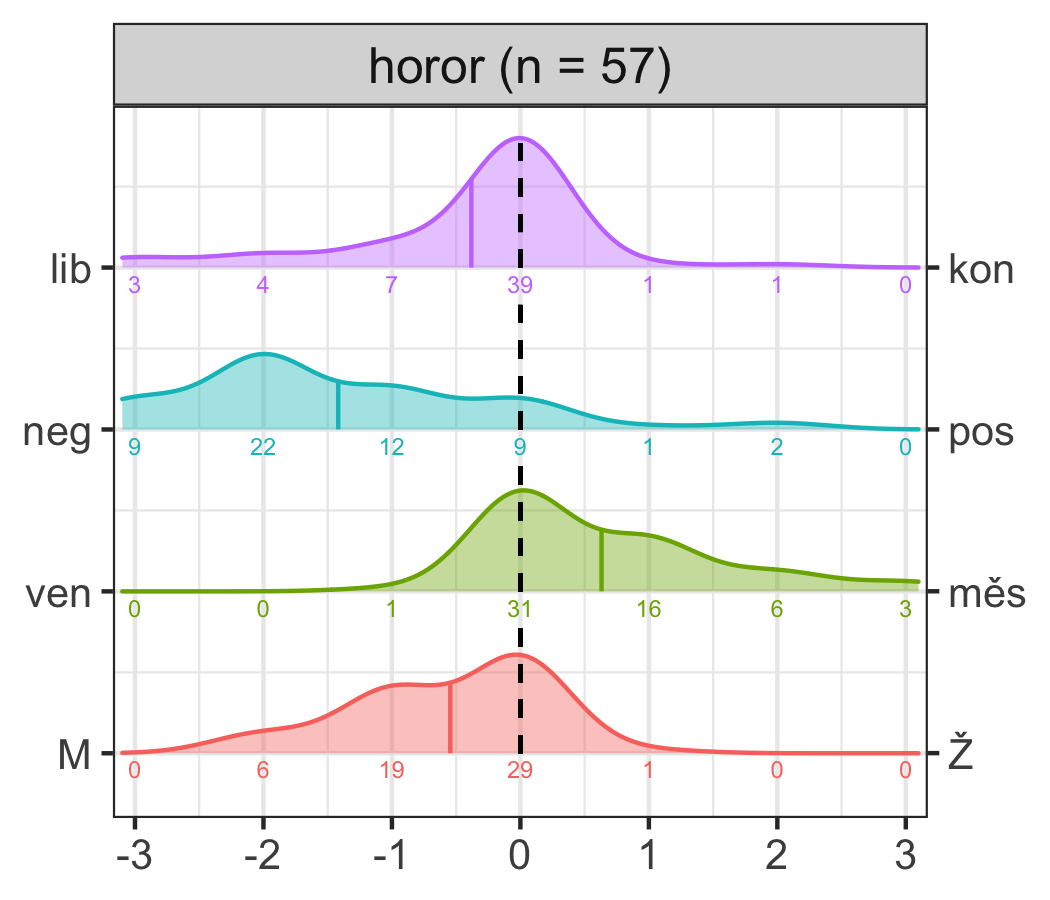 horor (n = 57)
lib kon
3 4 7 39 1 1 0
neg pos
9 22 12 9 1 2 0
ven měs
0 0 1 31 16 6 3
M Ž
0 6 19 29 1 0 0
-3 -2 -1 0 1 2 3